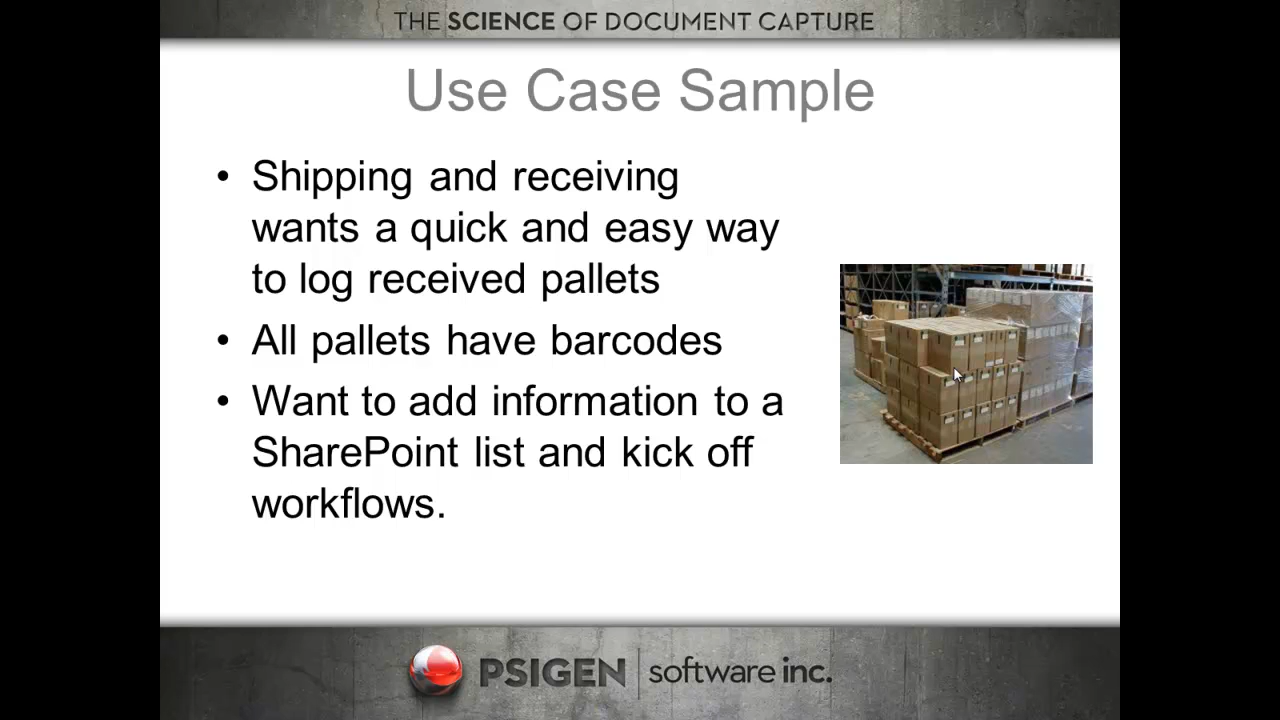 THE SCIENCE OF DOCUMENT CAPTURE
Use Case Sample
• Shipping and receiving
wants a quick and easy way
to log received pallets
• All pallets have barcodes
• Want to add information to a
SharePoint list and kick off
workflows.
PSIGEN software inc.